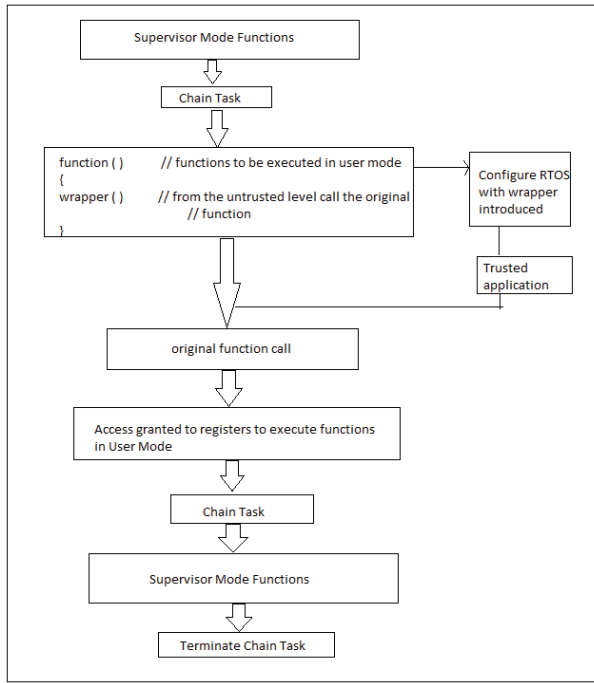 Supervisor Mode Functions
Chain Task
function ( ) // functions to be executed in user mode
{
wrapper ( ) // from the untrusted level call the original
// function
}
Configure RTOS
with wrapper
introduced
Trusted
application
original function call
Access granted to registers to execute functions
in User Mode
Chain Task
Supervisor Mode Functions
Terminate Chain Task